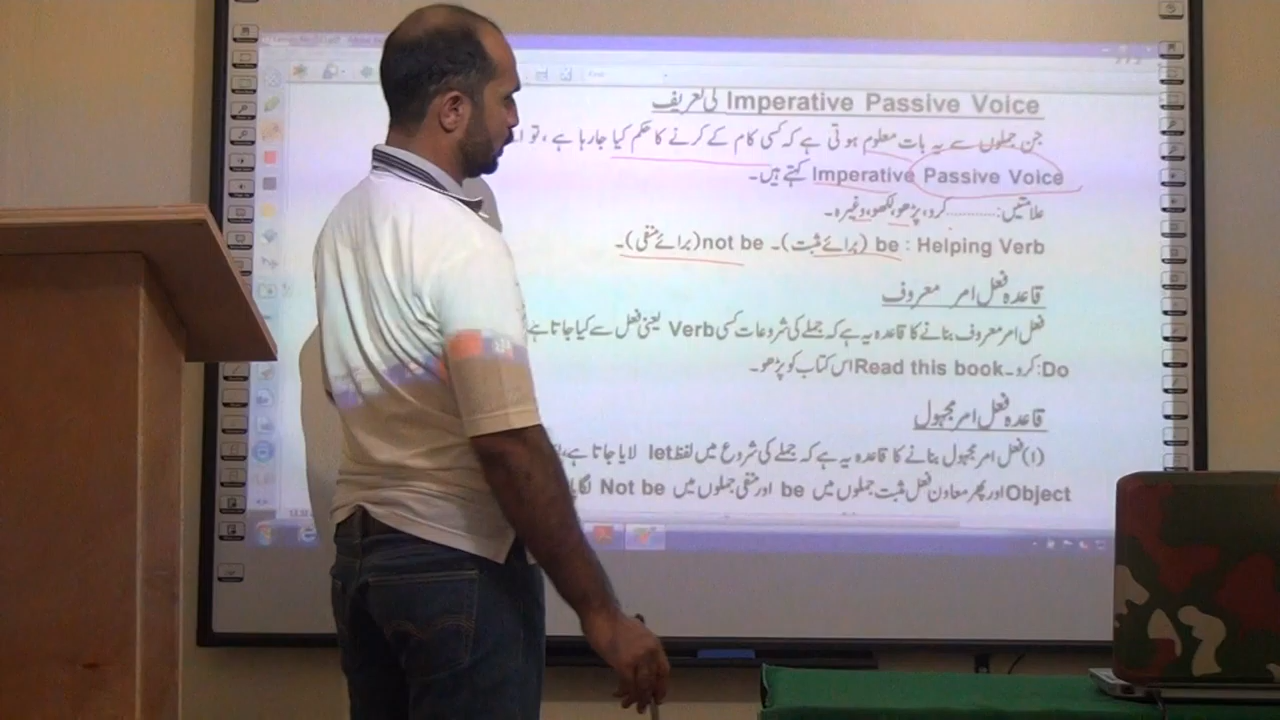 Imperative Passive Voice کی تعریف
جن جملوں سے یہ بات معلوم ہوتی ہے کہ کسی کام کے کرنے کا حکم کیا جارہا ہے، تو
Imperative Passive Voice کہتے ہیں۔
علامتیں:............کرو، پڑھو، لکھو، وغیرہ۔
Helping Verb : be (برائے مثبت)۔ not be (برائے منفی)۔
قاعدہ فعل امر معروف
فعل امر معروف بنانے کا قاعدہ یہ ہے کہ جملے کی شروعات کسی Verb یعنی فعل سے کیا جاتا ہے
Do: کرو۔ Read this book اس کتاب کو پڑھو۔
قاعدہ فعل امر مجہول
(۱) فعل امر مجہول بنانے کا قاعدہ یہ ہے کہ جملے کی شروع میں لفظ let لایا جاتا ہے،
Object اور پھر معاون فعل مثبت جملوں میں be اور منفی جملوں میں Not be